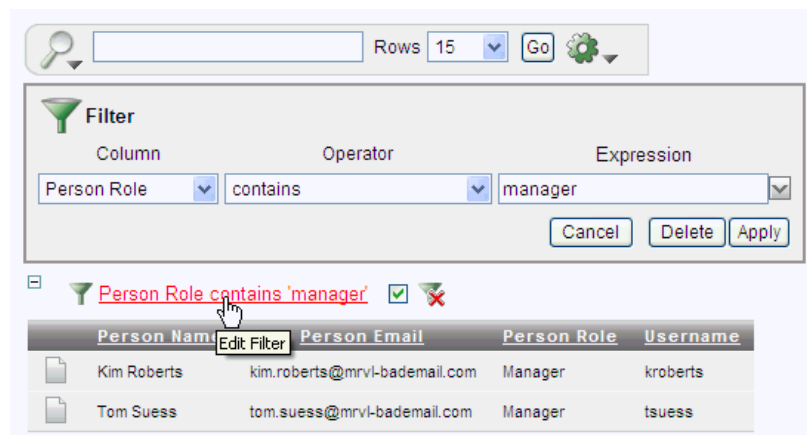 Rows 15 Go
Filter
Column Operator Expression
Person Role contains manager
Cancel Delete Apply
Person Role contains 'manager'
Person Name Person Email Person Role Username
Edit Filter
Kim Roberts kim.roberts@mrvl-bademail.com Manager kroberts
Tom Suess tom.suess@mrvl-bademail.com Manager tsuess